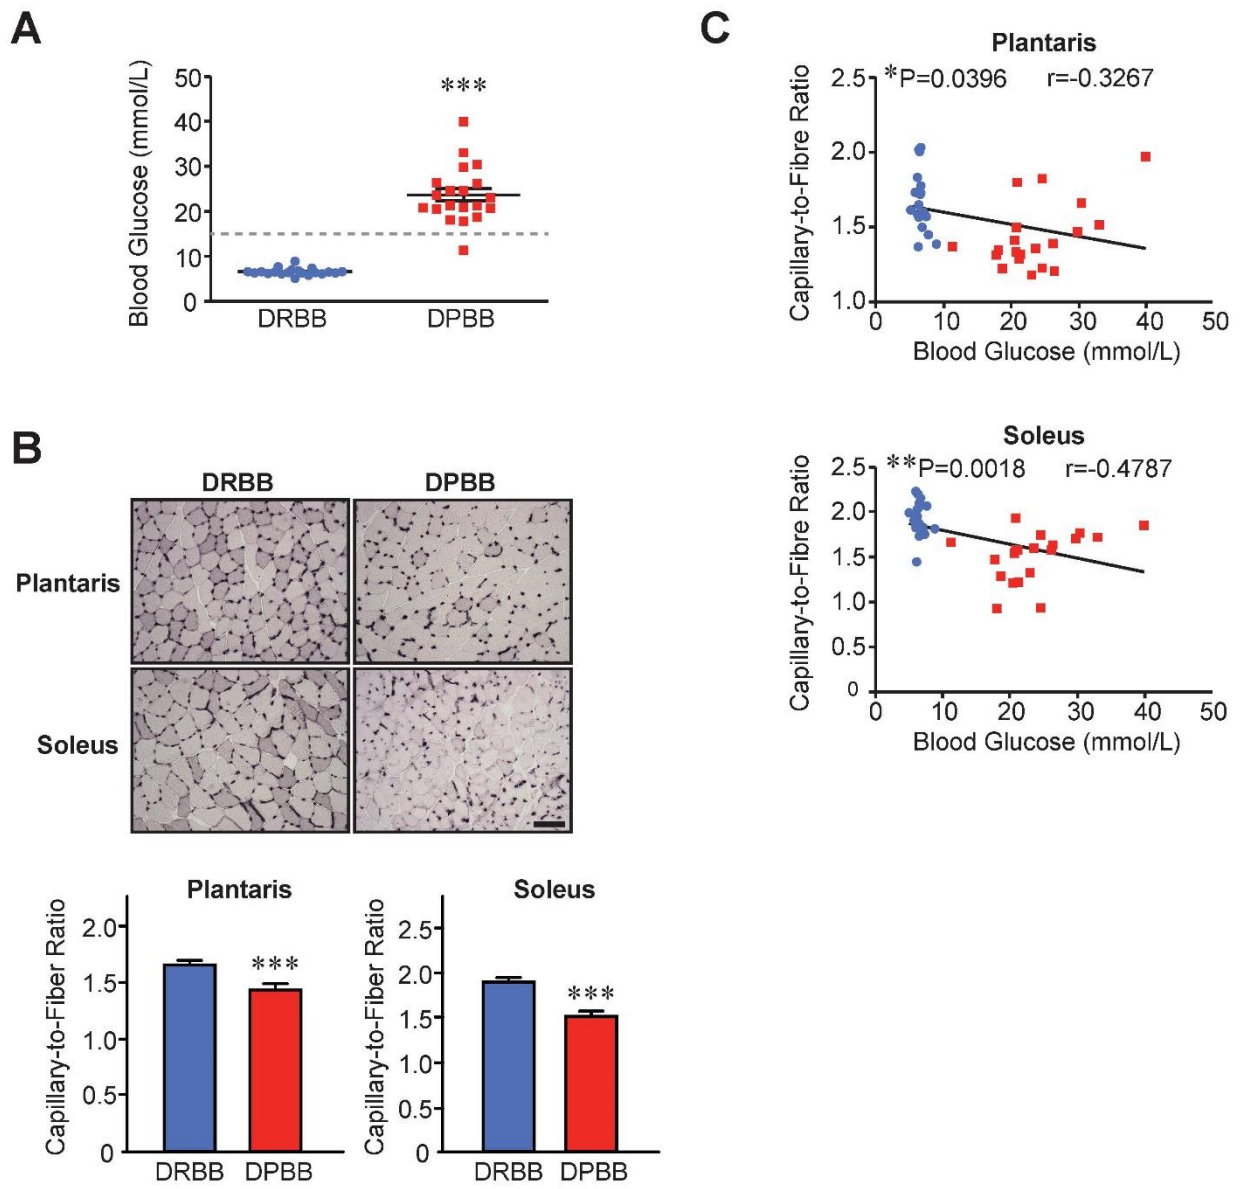 A
Blood Glucose (mmol/L)
50
40
30
20
10
0
***
DRBB
DPBB
B
DRBB
DPBB
Plantaris
Soleus
Plantaris
Capillary-to-Fiber Ratio
2.0
1.5
1.0
0.5
0
***
DRBB
DPBB
Soleus
Capillary-to-Fiber Ratio
2.5
2.0
1.5
1.0
0.5
0
***
DRBB
DPBB
C
Plantaris
*P=0.0396 r=-0.3267
Capillary-to-Fibre Ratio
2.5
2.0
1.5
1.0
0 10 20 30 40 50
Blood Glucose (mmol/L)
Soleus
**P=0.0018 r=-0.4787
Capillary-to-Fibre Ratio
2.5
2.0
1.5
1.0
0.5
0
0 10 20 30 40 50
Blood Glucose (mmol/L)